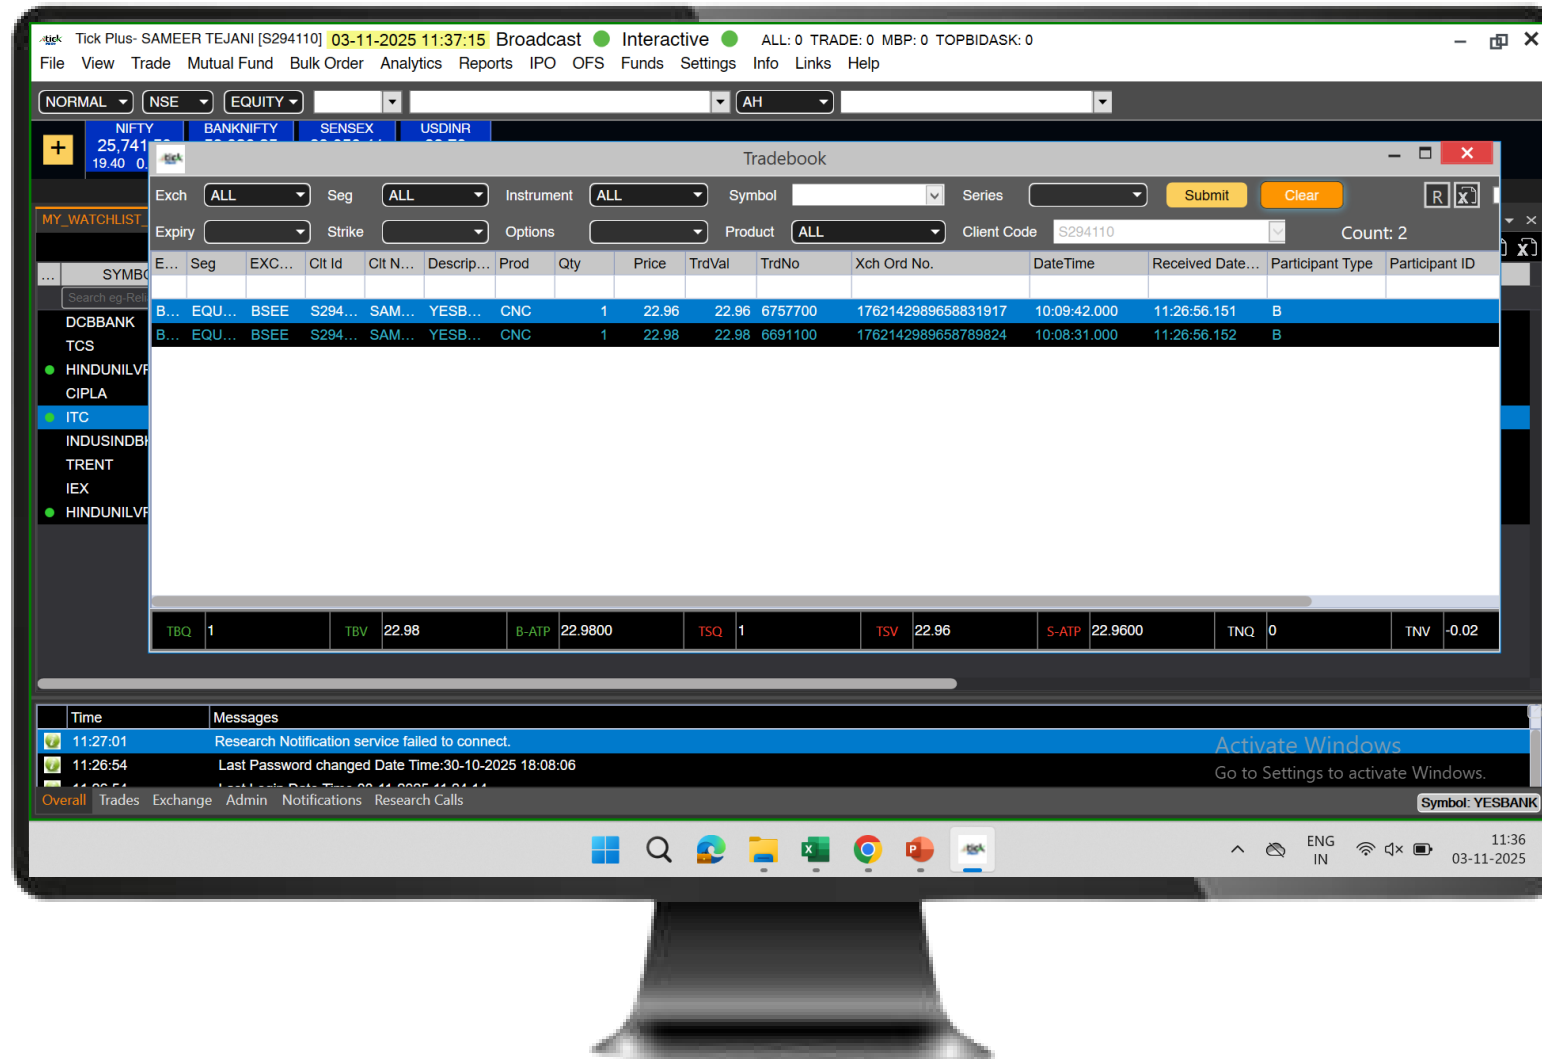 Tick Plus- SAMEER TEJANI [S294110] 03-11-2025 11:37:15 Broadcast Interactive ALL: 0 TRADE: 0 MBP: 0 TOPBIDASK: 0
File View Trade Mutual Fund Bulk Order Analytics Reports IPO OFS Funds Settings Info Links Help
NORMAL NSE EQUITY AH
NIFTY BANKNIFTY SENSEX USDINR
25,741
19.40 0.
Tradebook
Exch ALL Seg ALL Instrument ALL Symbol Series Submit Clear R X
MY_WATCHLIST_
Expiry Strike Options Product ALL Client Code S294110 Count: 2
... SYMBO
E... Seg EXC... Clt Id Clt N... Descrip... Prod Qty Price TrdVal TrdNo Xch Ord No. DateTime Received Date... Participant Type Participant ID
Search eg-Reli
B... EQU... BSEE S294... SAM... YESB... CNC 1 22.96 22.96 6757700 1762142989658831917 10:09:42.000 11:26:56.151 B
B... EQU... BSEE S294... SAM... YESB... CNC 1 22.98 22.98 6691100 1762142989658789824 10:08:31.000 11:26:56.152 B
DCBBANK
TCS
HINDUNILVR
CIPLA
ITC
INDUSINDBK
TRENT
IEX
HINDUNILVR
TBQ 1 TBV 22.98 B-ATP 22.9800 TSQ 1 TSV 22.96 S-ATP 22.9600 TNQ 0 TNV -0.02
Time Messages
11:27:01 Research Notification service failed to connect.
11:26:54 Last Password changed Date Time:30-10-2025 18:08:06
Activate Windows
Go to Settings to activate Windows.
Overall Trades Exchange Admin Notifications Research Calls
Symbol: YESBANK
ENG
IN
11:36
03-11-2025